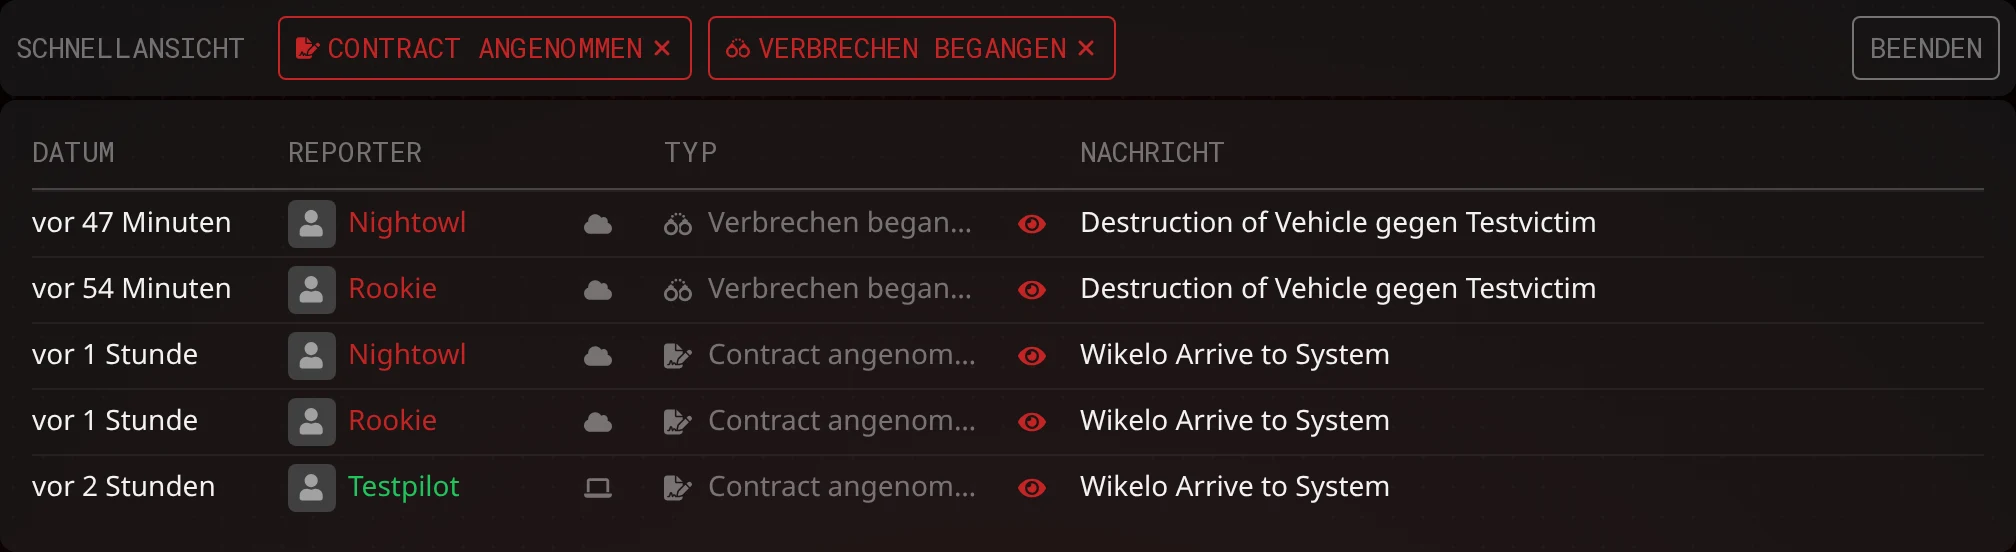 SCHNELLANSICHT CONTRACT ANGENOMMEN × VERBRECHEN BEGANGEN × BEENDEN
DATUM REPORTER TYP NACHRICHT
vor 47 Minuten Nightowl Verbrechen began... Destruction of Vehicle gegen Testvictim
vor 54 Minuten Rookie Verbrechen began... Destruction of Vehicle gegen Testvictim
vor 1 Stunde Nightowl Contract angenom... Wikelo Arrive to System
vor 1 Stunde Rookie Contract angenom... Wikelo Arrive to System
vor 2 Stunden Testpilot Contract angenom... Wikelo Arrive to System